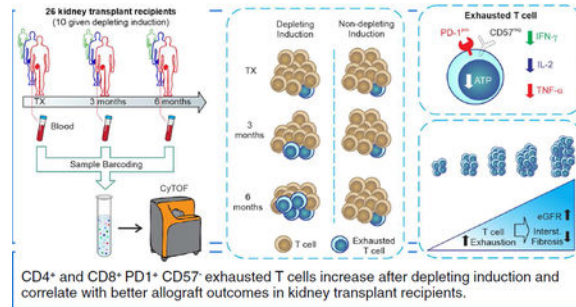 26 kidney transplant recipients
(10 given depleting induction)
TX
3 months
6 months
Blood
Sample Barcoding
CyTOF
Depleting
Induction
Non-depleting
Induction
TX
3
months
6
months
T cell
Exhausted T cell
Exhausted T cell
PD-1pos
CD57neg
ATP
IFN-γ
IL-2
TNF-α
eGFR
T cell
Exhaustion
Interst.
Fibrosis
CD4⁺ and CD8⁺ PD1⁺ CD57⁻ exhausted T cells increase after depleting induction and
correlate with better allograft outcomes in kidney transplant recipients.